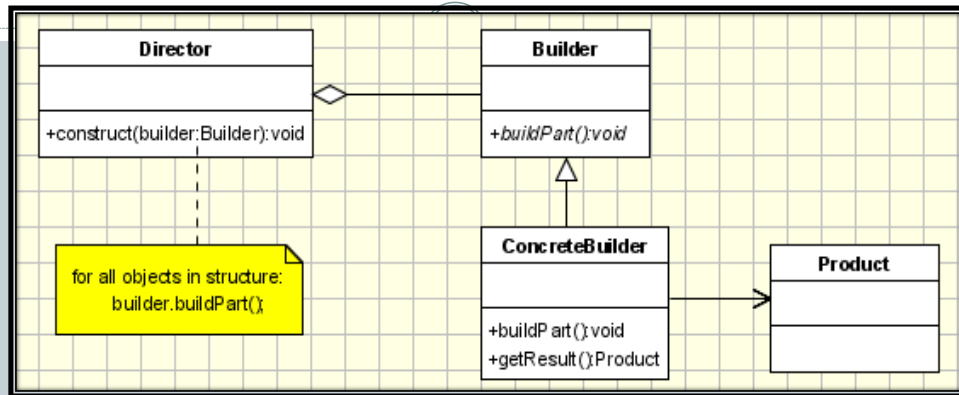 Director
+construct(builder:Builder):void
for all objects in structure:
builder.buildPart();
Builder
+buildPart():void
ConcreteBuilder
+buildPart():void
+getResult():Product
Product